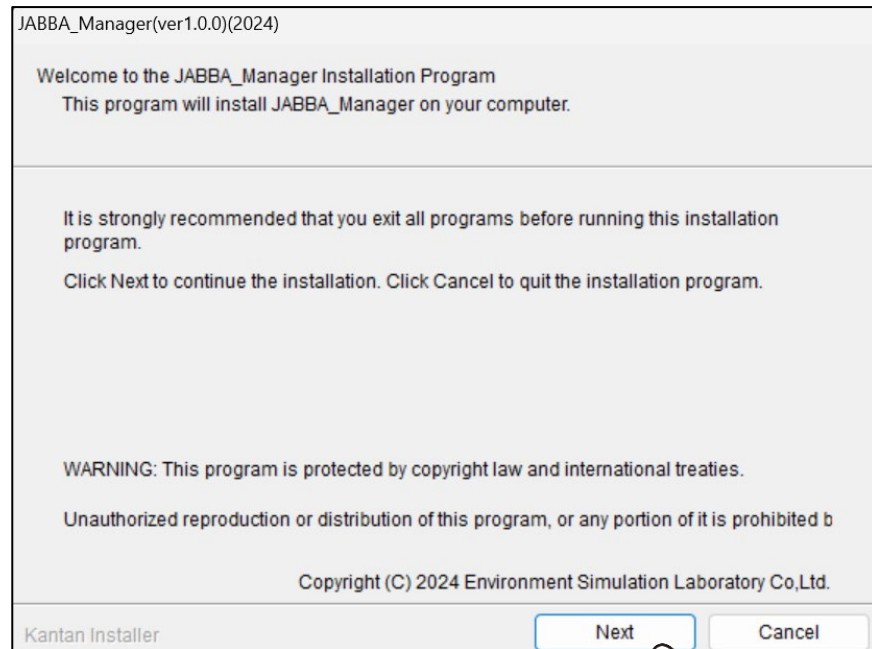 JABBA_Manager(ver1.0.0)(2024)
Welcome to the JABBA_Manager Installation Program
This program will install JABBA_Manager on your computer.
It is strongly recommended that you exit all programs before running this installation
program.
Click Next to continue the installation. Click Cancel to quit the installation program.
WARNING: This program is protected by copyright law and international treaties.
Unauthorized reproduction or distribution of this program, or any portion of it is prohibited b
Copyright (C) 2024 Environment Simulation Laboratory Co,Ltd.
Kantan Installer
Next
Cancel